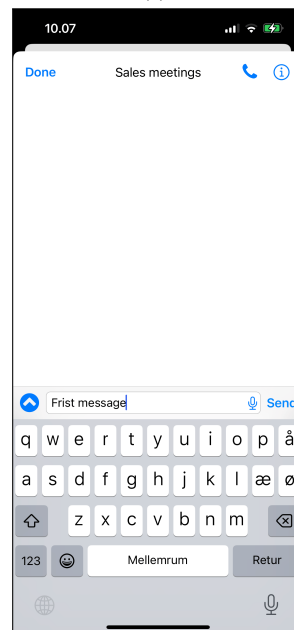 10.07
Done Sales meetings
Frist message Send
q w e r t y u i o p å
a s d f g h j k l æ ø
z x c v b n m
123 Mellemrum Retur